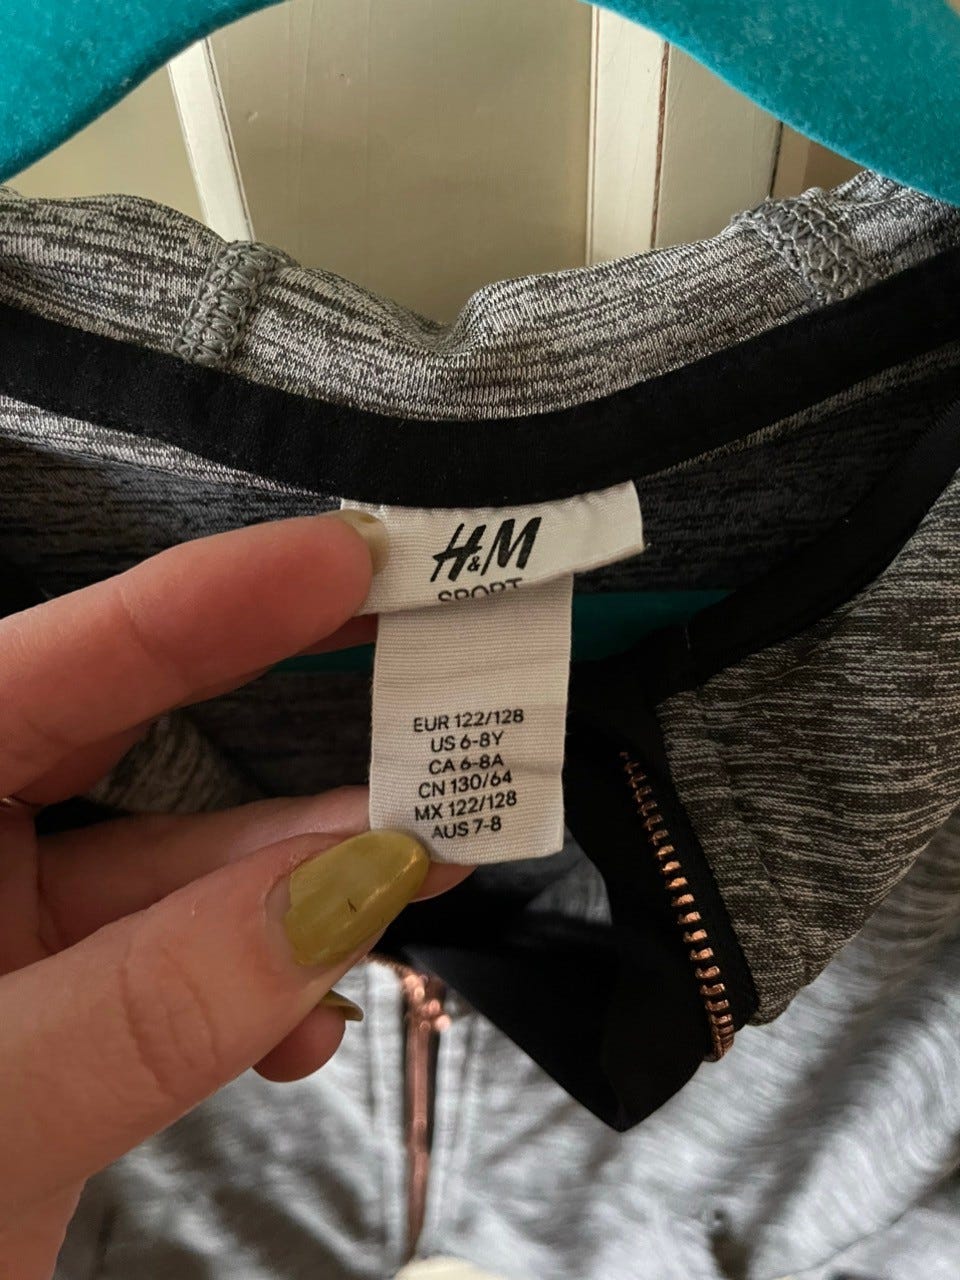 H&M
SPORT
EUR 122/128
US 6-8Y
CA 6-8A
CN 130/64
MX 122/128
AUS 7-8